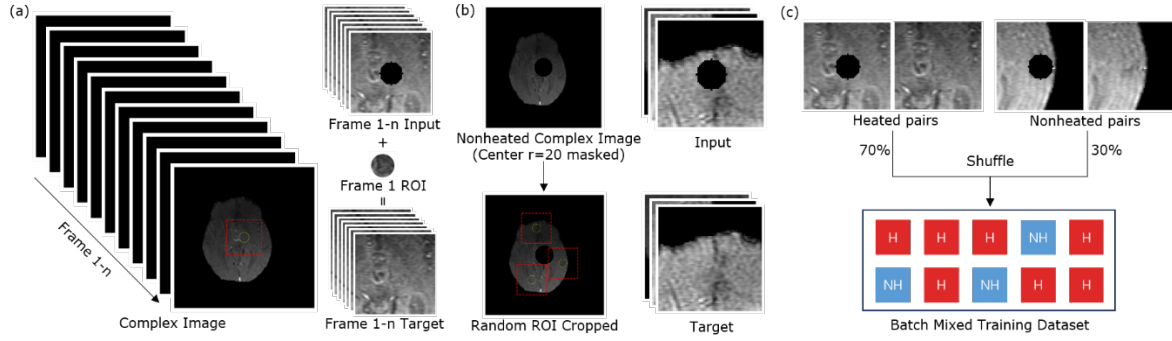 (a)
Frame 1-n
Complex Image
Frame 1-n Input
+
Frame 1 ROI
=
Frame 1-n Target
(b)
Nonheated Complex Image
(Center r=20 masked)
Random ROI Cropped
Input
Target
(c)
Heated pairs
Nonheated pairs
70%
Shuffle
30%
H H H NH H
NH H NH H H
Batch Mixed Training Dataset